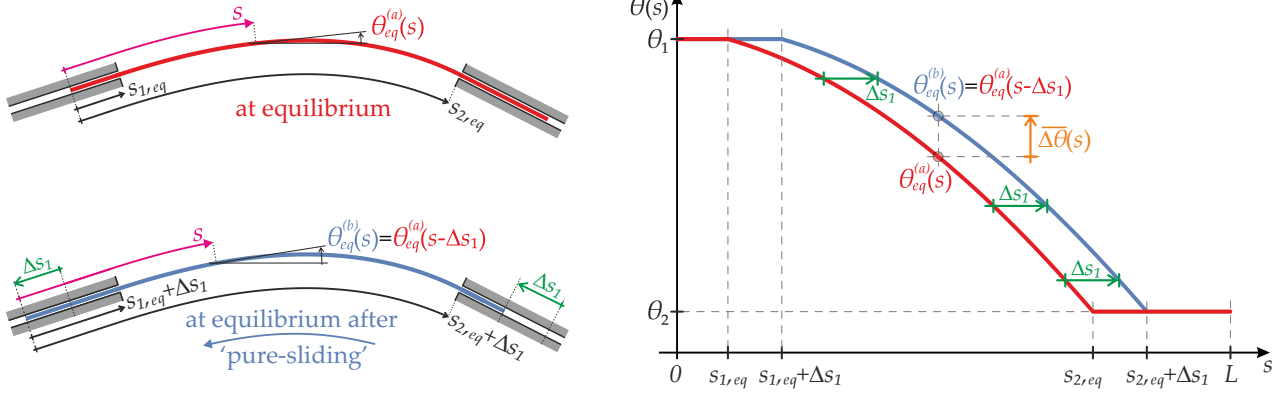 s
θ_eq^(a)(s)
s_1,eq
at equilibrium
s_2,eq
Δs_1
s
θ_eq^(b)(s)=θ_eq^(a)(s-Δs_1)
s_1,eq+Δs_1
Δs_1
at equilibrium after
'pure-sliding'
s_2,eq+Δs_1
θ(s)
θ_1
Δs_1
θ_eq^(b)(s)=θ_eq^(a)(s-Δs_1)
\overline{Δθ}(s)
θ_eq^(a)(s)
Δs_1
Δs_1
θ_2
0 s_1,eq s_1,eq+Δs_1 s_2,eq s_2,eq+Δs_1 L s